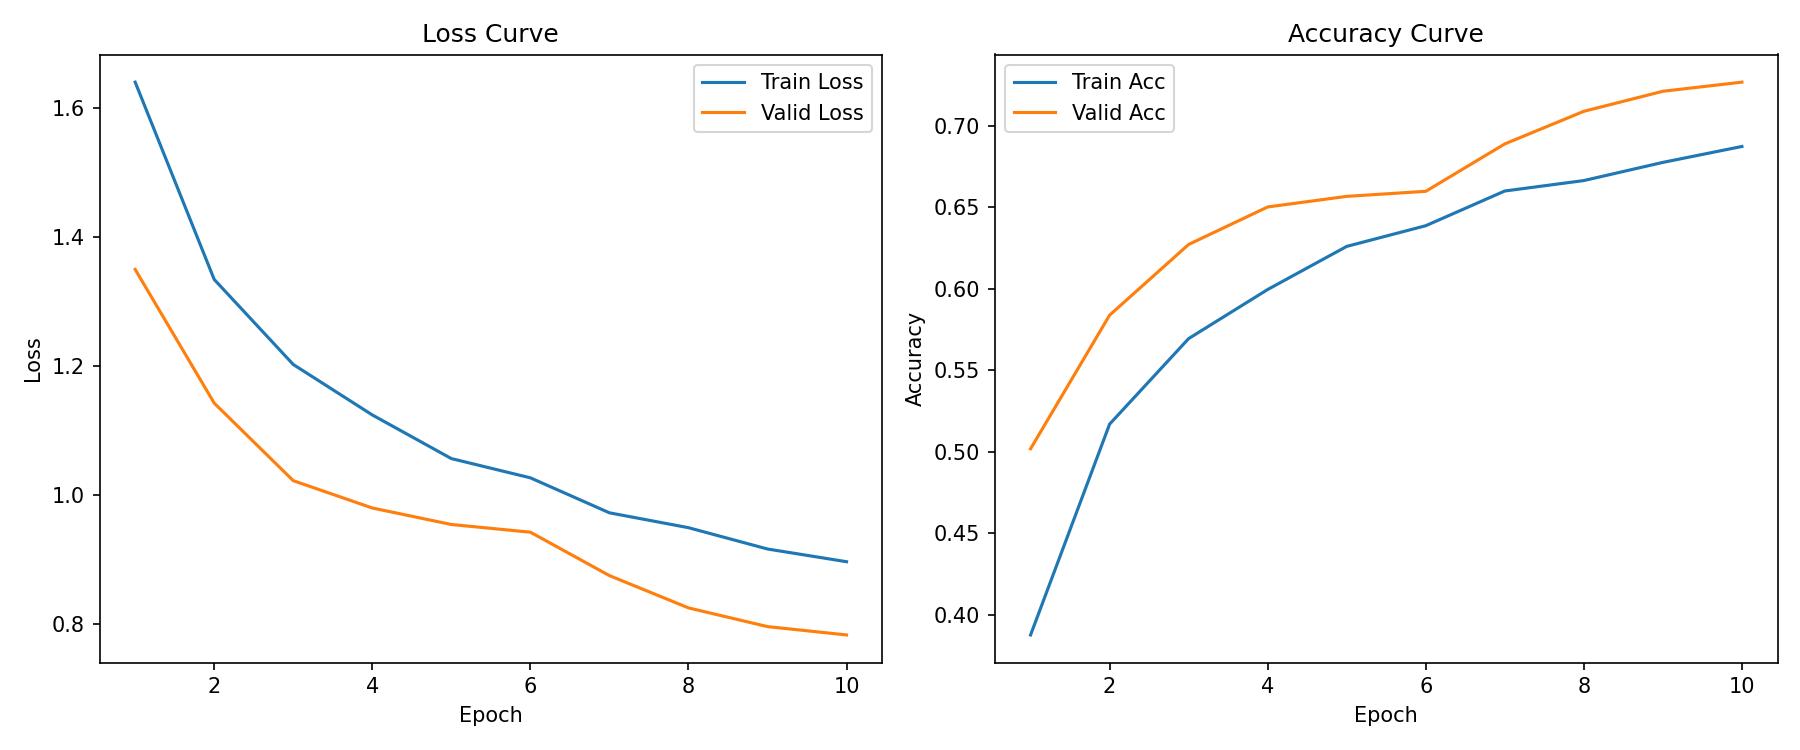 Loss Curve
Train Loss
Valid Loss
1.6
1.4
1.2
1.0
0.8
Loss
2 4 6 8 10
Epoch
Accuracy Curve
Train Acc
Valid Acc
0.70
0.65
0.60
0.55
0.50
0.45
0.40
Accuracy
2 4 6 8 10
Epoch